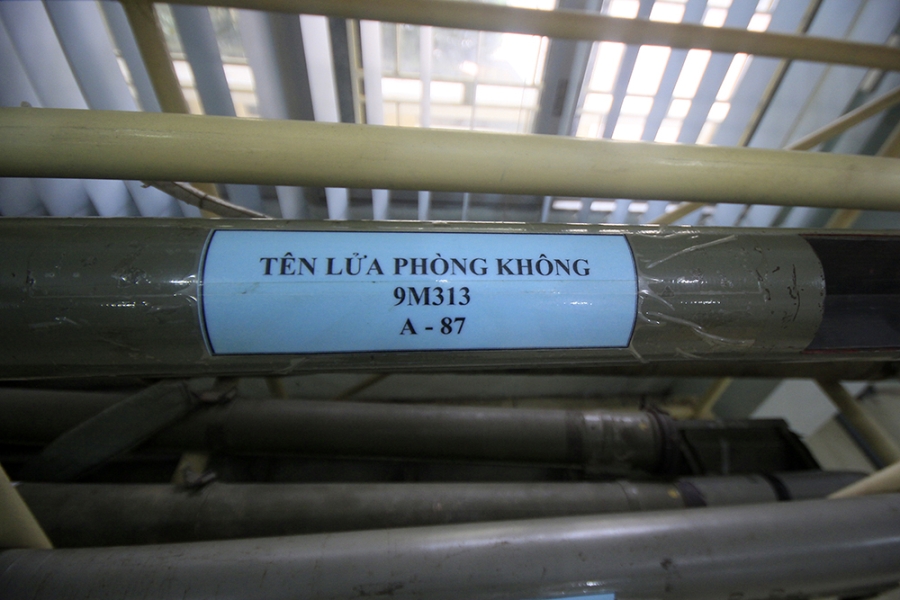 TÊN LỬA PHÒNG KHÔNG
9M313
A - 87